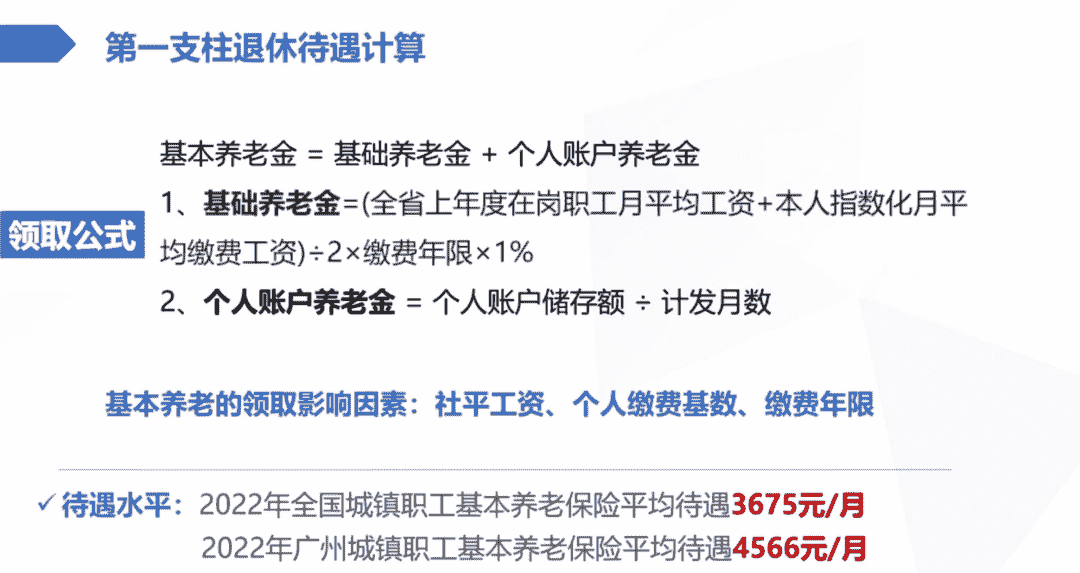 第一支柱退休待遇计算
基本养老金 = 基础养老金 + 个人账户养老金
1、基础养老金=(全省上年度在岗职工月平均工资+本人指数化月平
均缴费工资)÷2×缴费年限×1%
领取公式
2、个人账户养老金 = 个人账户储存额 ÷ 计发月数
基本养老的领取影响因素：社平工资、个人缴费基数、缴费年限
✓ 待遇水平：2022年全国城镇职工基本养老保险平均待遇3675元/月
2022年广州城镇职工基本养老保险平均待遇4566元/月